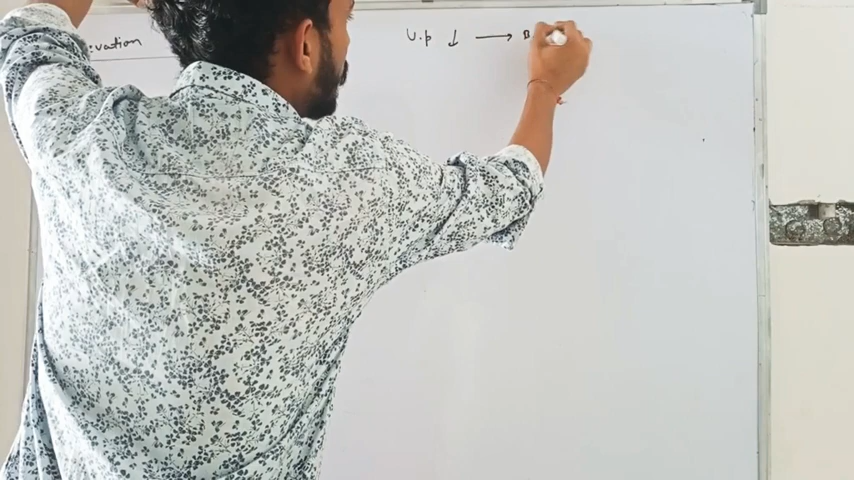 vation
V.p ↓ → B